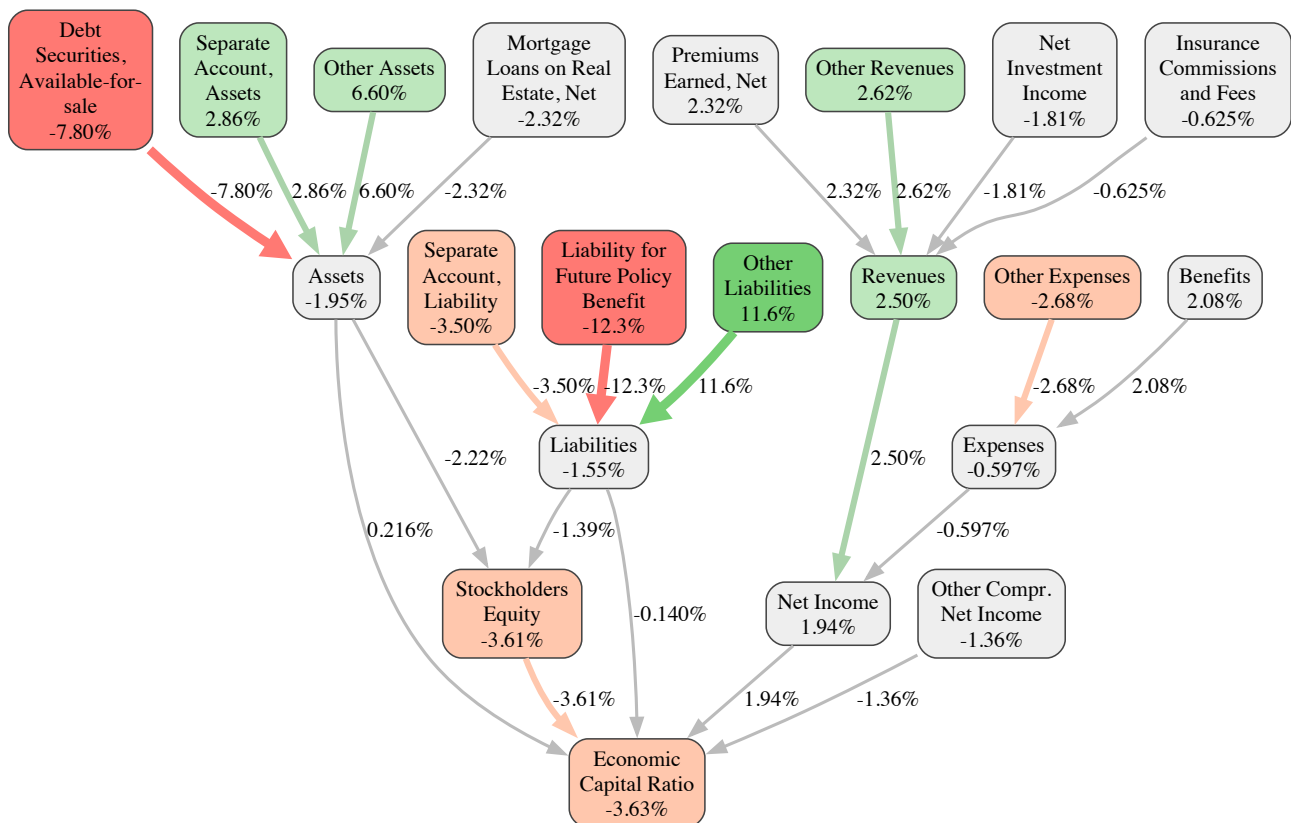 Debt
Securities,
Available-for-
sale
-7.80%
Separate
Account,
Assets
2.86%
Other Assets
6.60%
Mortgage
Loans on Real
Estate, Net
-2.32%
Premiums
Earned, Net
2.32%
Other Revenues
2.62%
Net
Investment
Income
-1.81%
Insurance
Commissions
and Fees
-0.625%
-7.80%
2.86%
6.60%
-2.32%
2.32%
2.62%
-1.81%
-0.625%
Assets
-1.95%
Separate
Account,
Liability
-3.50%
Liability for
Future Policy
Benefit
-12.3%
Other
Liabilities
11.6%
Revenues
2.50%
Other Expenses
-2.68%
Benefits
2.08%
-3.50%
-12.3%
11.6%
-2.68%
2.08%
-2.22%
Liabilities
-1.55%
2.50%
Expenses
-0.597%
0.216%
-1.39%
-0.597%
Stockholders
Equity
-3.61%
-0.140%
Net Income
1.94%
Other Compr.
Net Income
-1.36%
-3.61%
1.94%
-1.36%
Economic
Capital Ratio
-3.63%